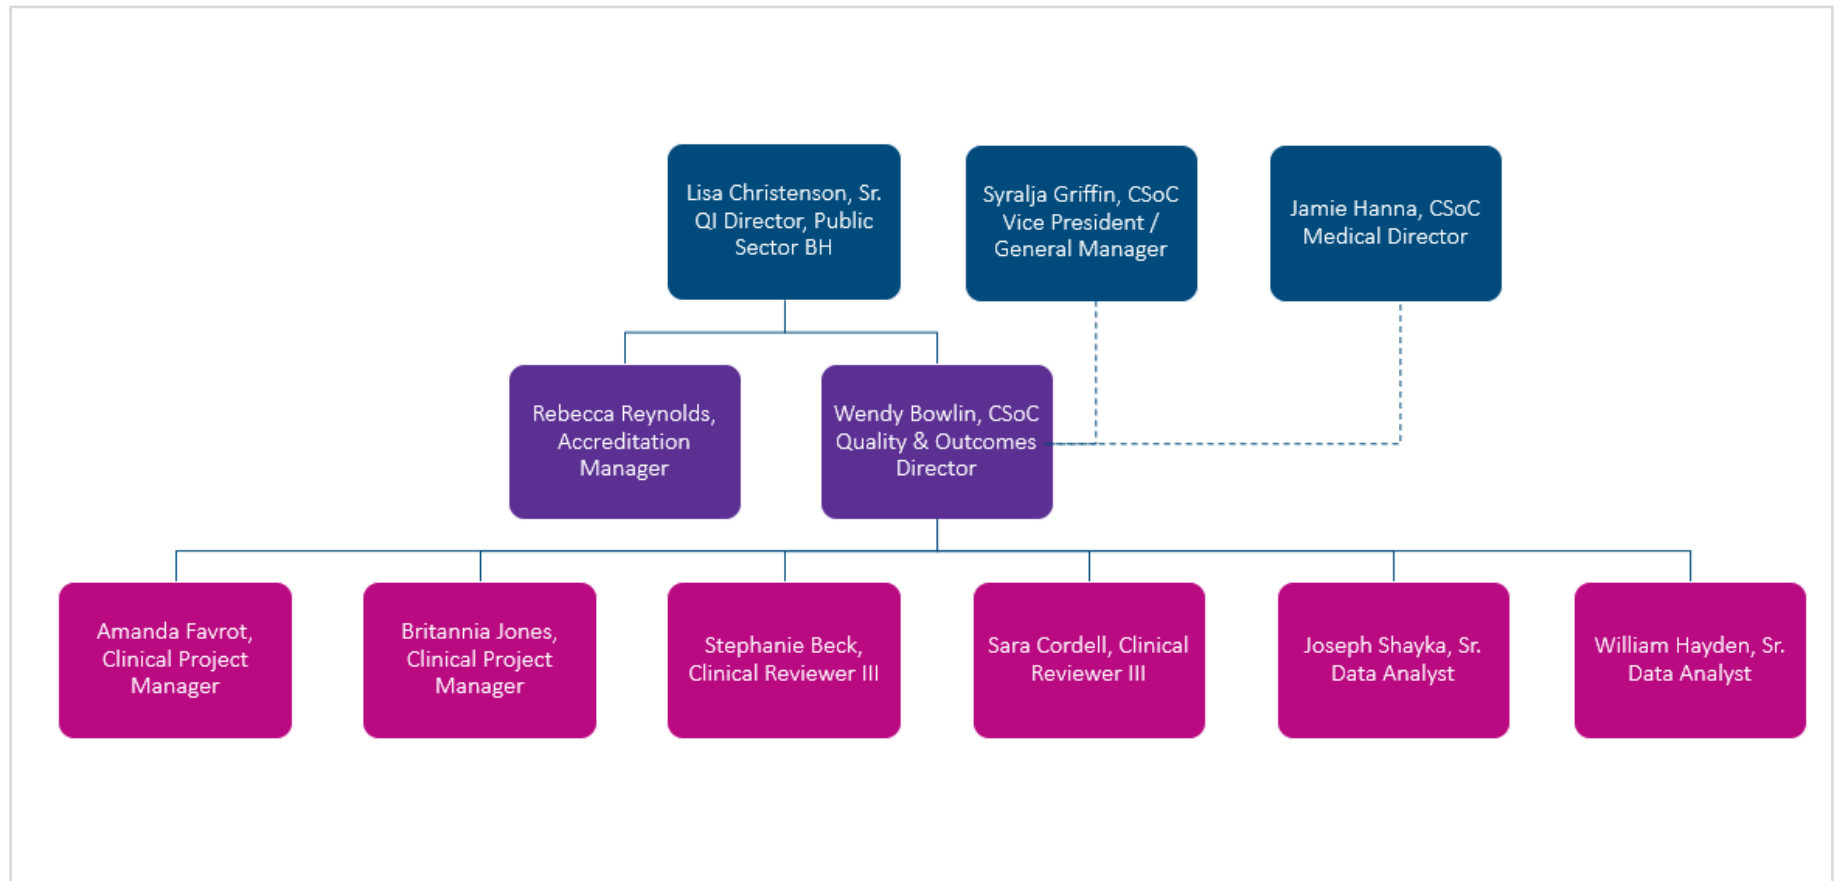 Lisa Christenson, Sr.
QI Director, Public
Sector BH
Syralja Griffin, CSoC
Vice President /
General Manager
Jamie Hanna, CSoC
Medical Director
Rebecca Reynolds,
Accreditation
Manager
Wendy Bowlin, CSoC
Quality & Outcomes
Director
Amanda Favrot,
Clinical Project
Manager
Britannia Jones,
Clinical Project
Manager
Stephanie Beck,
Clinical Reviewer III
Sara Cordell, Clinical
Reviewer III
Joseph Shayka, Sr.
Data Analyst
William Hayden, Sr.
Data Analyst